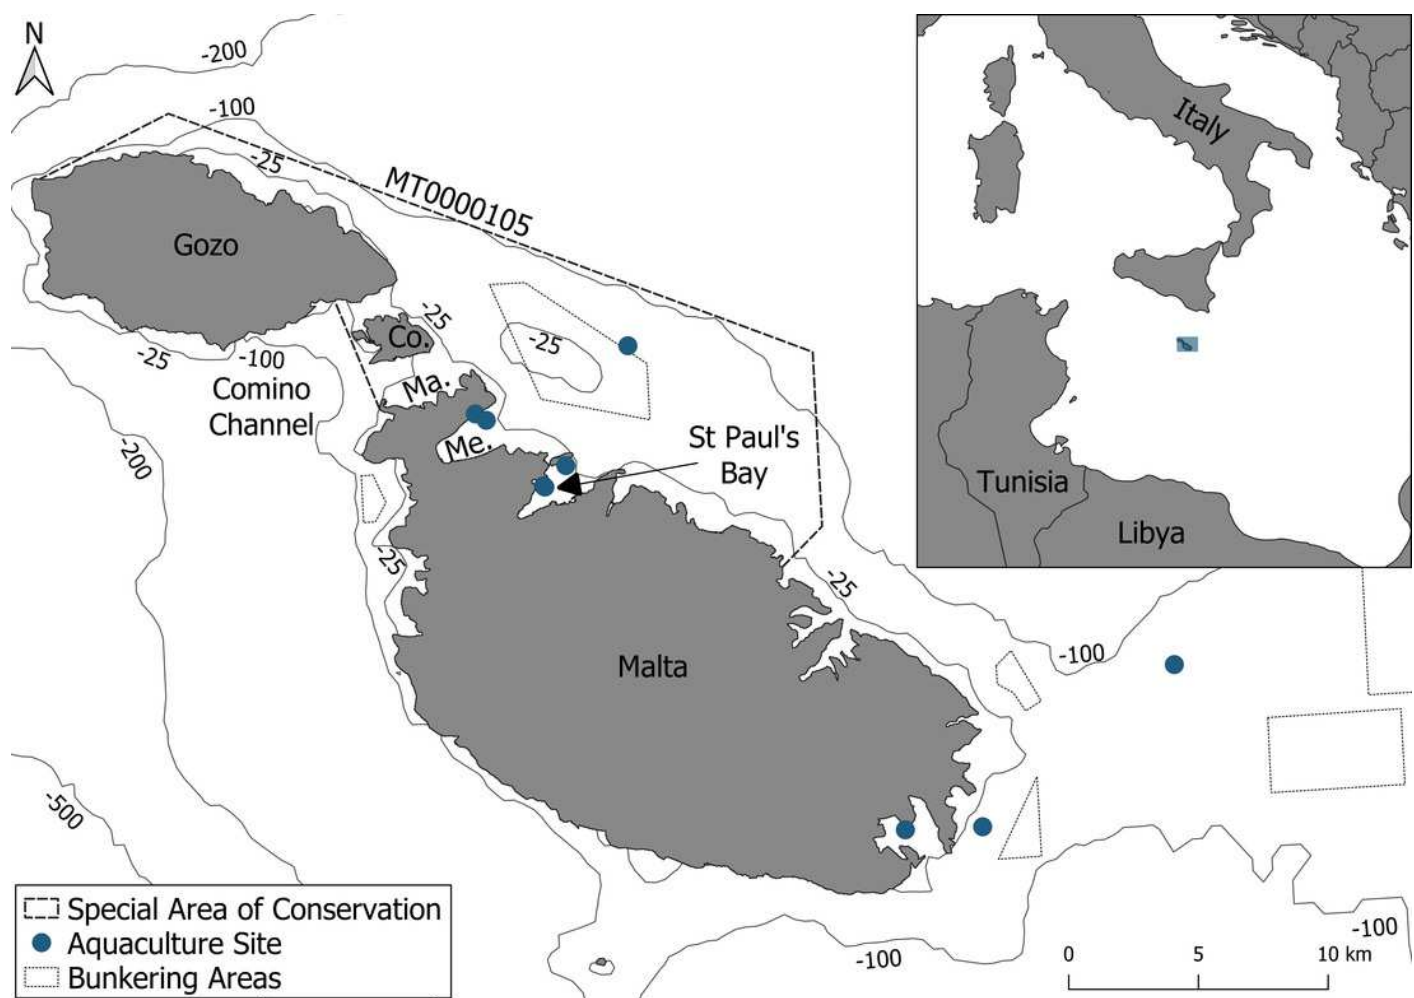 N
-200
-100
-25
MT0000105
Gozo
Italy
-25
Co.
-25
-25
-100
Comino
Channel
Ma.
Me.
St Paul's
Bay
-200
Tunisia
Libya
-25
-25
Malta
-100
-500
Special Area of Conservation
Aquaculture Site
Bunkering Areas
-100
-100
0 5 10 km